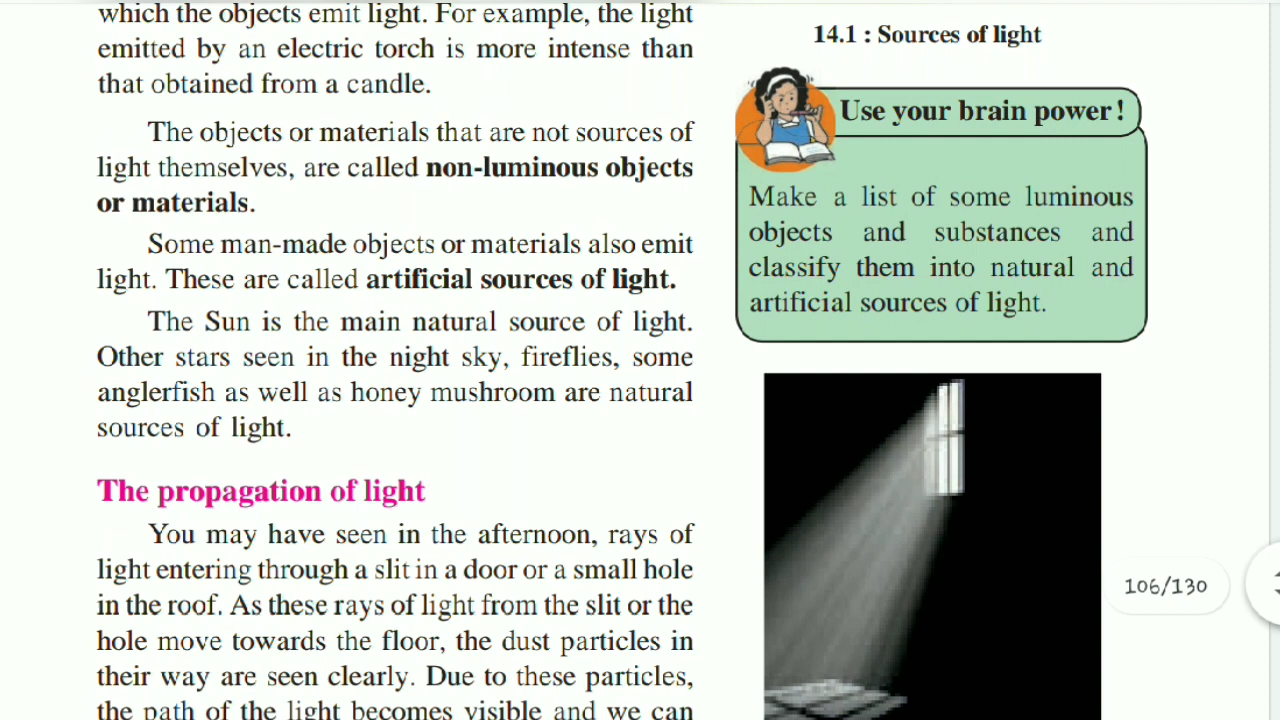 which the objects emit light. For example, the light
emitted by an electric torch is more intense than
that obtained from a candle.
The objects or materials that are not sources of
light themselves, are called non-luminous objects
or materials.
Some man-made objects or materials also emit
light. These are called artificial sources of light.
The Sun is the main natural source of light.
Other stars seen in the night sky, fireflies, some
anglerfish as well as honey mushroom are natural
sources of light.
The propagation of light
You may have seen in the afternoon, rays of
light entering through a slit in a door or a small hole
in the roof. As these rays of light from the slit or the
hole move towards the floor, the dust particles in
their way are seen clearly. Due to these particles,
the path of the light becomes visible and we can
14.1 : Sources of light
Use your brain power!
Make a list of some luminous
objects and substances and
classify them into natural and
artificial sources of light.
106/130